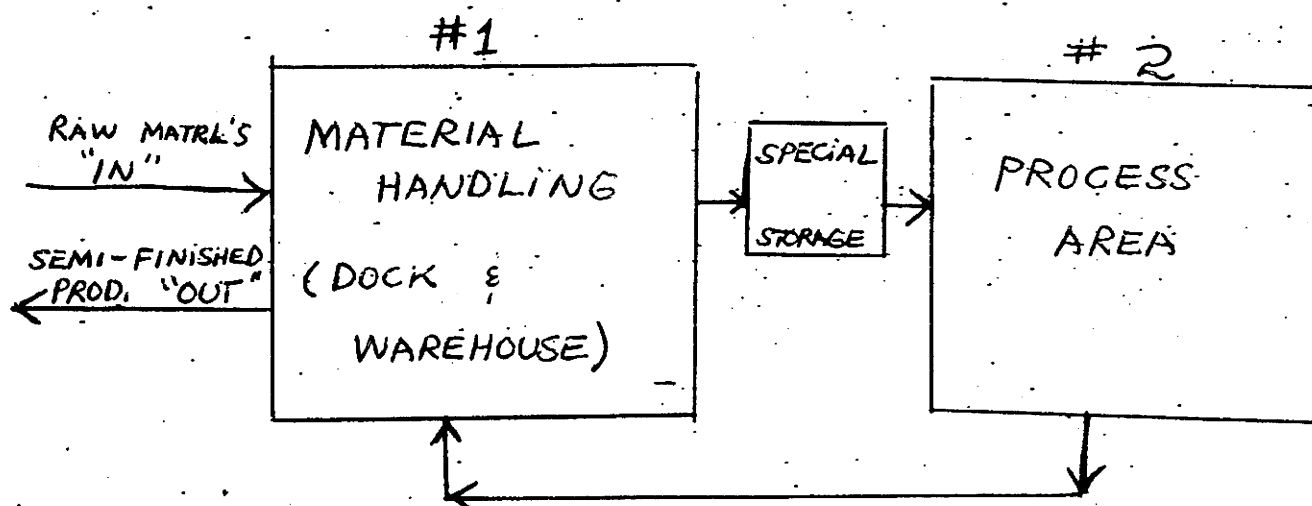 #1
# 2
RAW MATRL'S
"IN"
SEMI-FINISHED
PROD. "OUT"
MATERIAL
HANDLING
(DOCK &
WAREHOUSE)
SPECIAL
STORAGE
PROCESS
AREA